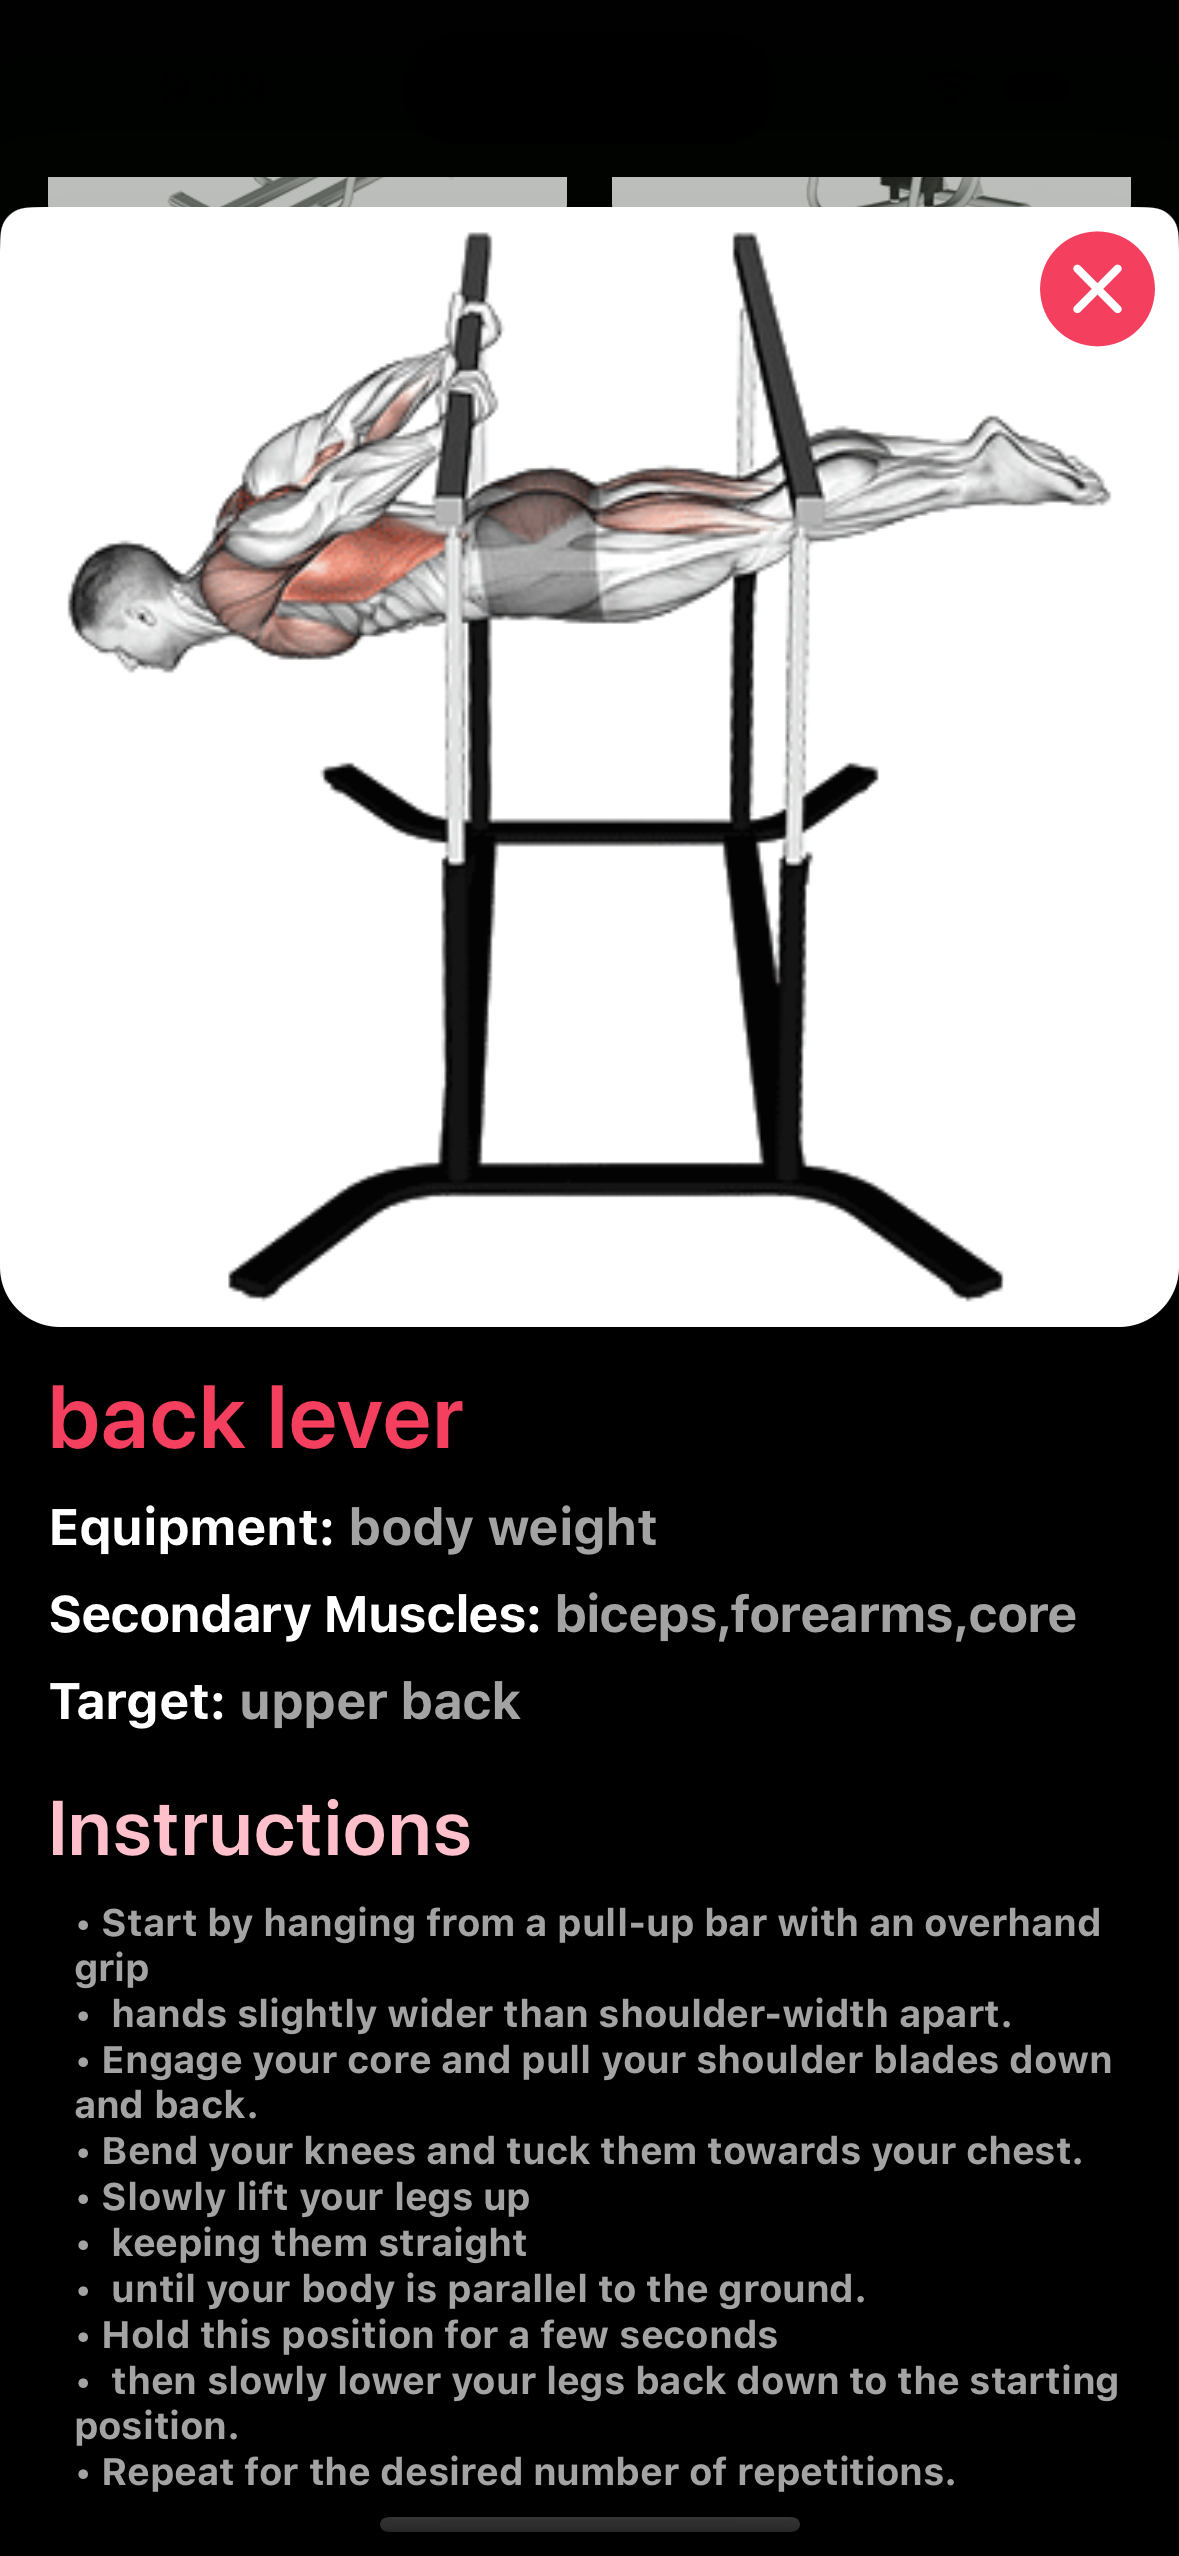 back lever
Equipment: body weight
Secondary Muscles: biceps,forearms,core
Target: upper back
Instructions
• Start by hanging from a pull-up bar with an overhand
grip
•  hands slightly wider than shoulder-width apart.
• Engage your core and pull your shoulder blades down
and back.
• Bend your knees and tuck them towards your chest.
• Slowly lift your legs up
•  keeping them straight
•  until your body is parallel to the ground.
• Hold this position for a few seconds
•  then slowly lower your legs back down to the starting
position.
• Repeat for the desired number of repetitions.